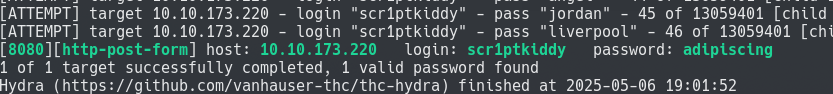 [ATTEMPT] target 10.10.173.220 - login "scr1ptkiddy" - pass "jordan" - 45 of 13059401 [child
[ATTEMPT] target 10.10.173.220 - login "scr1ptkiddy" - pass "liverpool" - 46 of 13059401 [chi
[8080][http-post-form] host: 10.10.173.220   login: scr1ptkiddy   password: adipiscing
1 of 1 target successfully completed, 1 valid password found
Hydra (https://github.com/vanhauser-thc/thc-hydra) finished at 2025-05-06 19:01:52